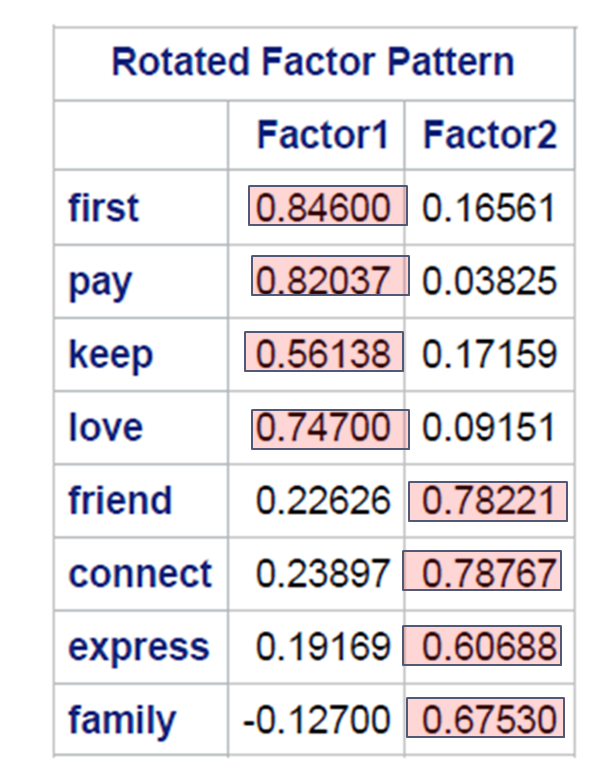 Rotated Factor Pattern
Factor1 Factor2
first 0.84600 0.16561
pay 0.82037 0.03825
keep 0.56138 0.17159
love 0.74700 0.09151
friend 0.22626 0.78221
connect 0.23897 0.78767
express 0.19169 0.60688
family -0.12700 0.67530